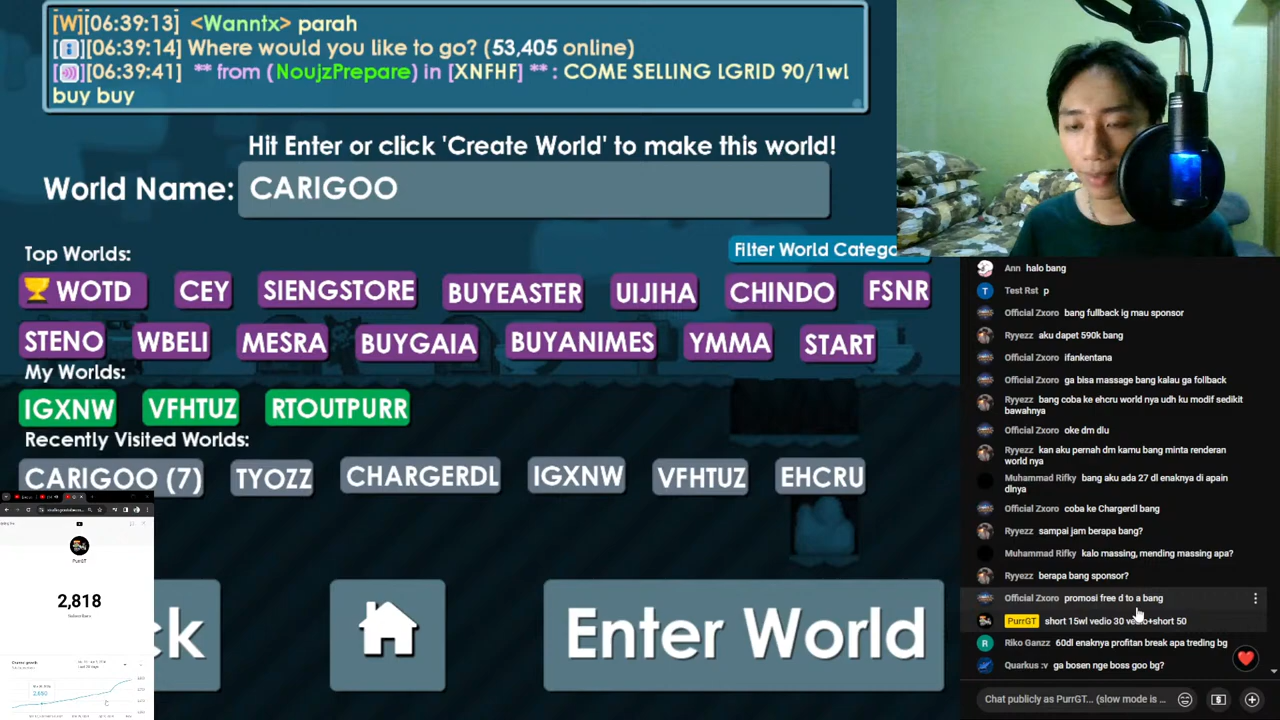 [W][06:39:13] <Wanntx> parah
[06:39:14] Where would you like to go? (53,405 online)
[06:39:41] ** from (NoujzPrepare) in [XNFHF] ** : COME SELLING LGRID 90/1wl
buy buy
Hit Enter or click 'Create World' to make this world!
World Name: CARIGOO
Top Worlds:
Filter World Catego
WOTD CEY SIENGSTORE BUYEASTER UIJIHA CHINDO FSNR
STENO WBELI MESRA BUYGAIA BUYANIMES YMMA START
My Worlds:
IGXNW VFHTUZ RTOUTPURR
Recently Visited Worlds:
CARIGOO (7) TYOZZ CHARGERDL IGXNW VFHTUZ EHCRU
ck
Enter World
PurrGT
2,818
Subscribers
2,650
Ann halo bang
T Test Rst p
Official Zxoro bang fullback ig mau sponsor
Ryyezz aku dapet 590k bang
Official Zxoro ifankentana
Official Zxoro ga bisa massage bang kalau ga follback
Ryyezz bang coba ke ehcru world nya udh ku modif sedikit
bawahnya
Official Zxoro oke dm dlu
Ryyezz kan aku pernah dm kamu bang minta renderan
world nya
Muhammad Rifky bang aku ada 27 dl enaknya di apain
dlnya
Official Zxoro coba ke Chargerdl bang
Ryyezz sampai jam berapa bang?
Muhammad Rifky kalo massing, mending massing apa?
Ryyezz berapa bang sponsor?
Official Zxoro promosi free d to a bang
PurrGT short 15wl vedio 30 vedio+short 50
R Riko Ganzz 60dl enaknya profitan break apa treding bg
Quarkus :v ga bosen nge boss goo bg?
Chat publicly as PurrGT... (slow mode is ...